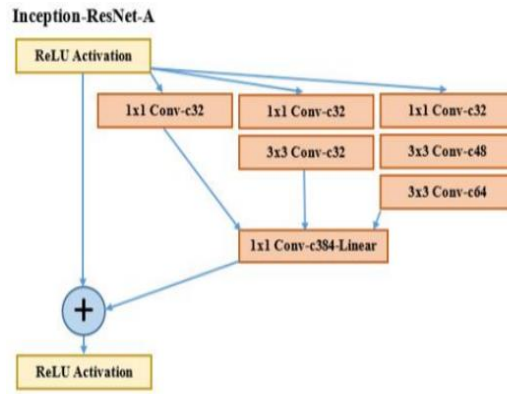 Inception-ResNet-A
ReLU Activation
1x1 Conv-c32
1x1 Conv-c32
1x1 Conv-c32
3x3 Conv-c32
3x3 Conv-c48
3x3 Conv-c64
1x1 Conv-c384-Linear
+
ReLU Activation